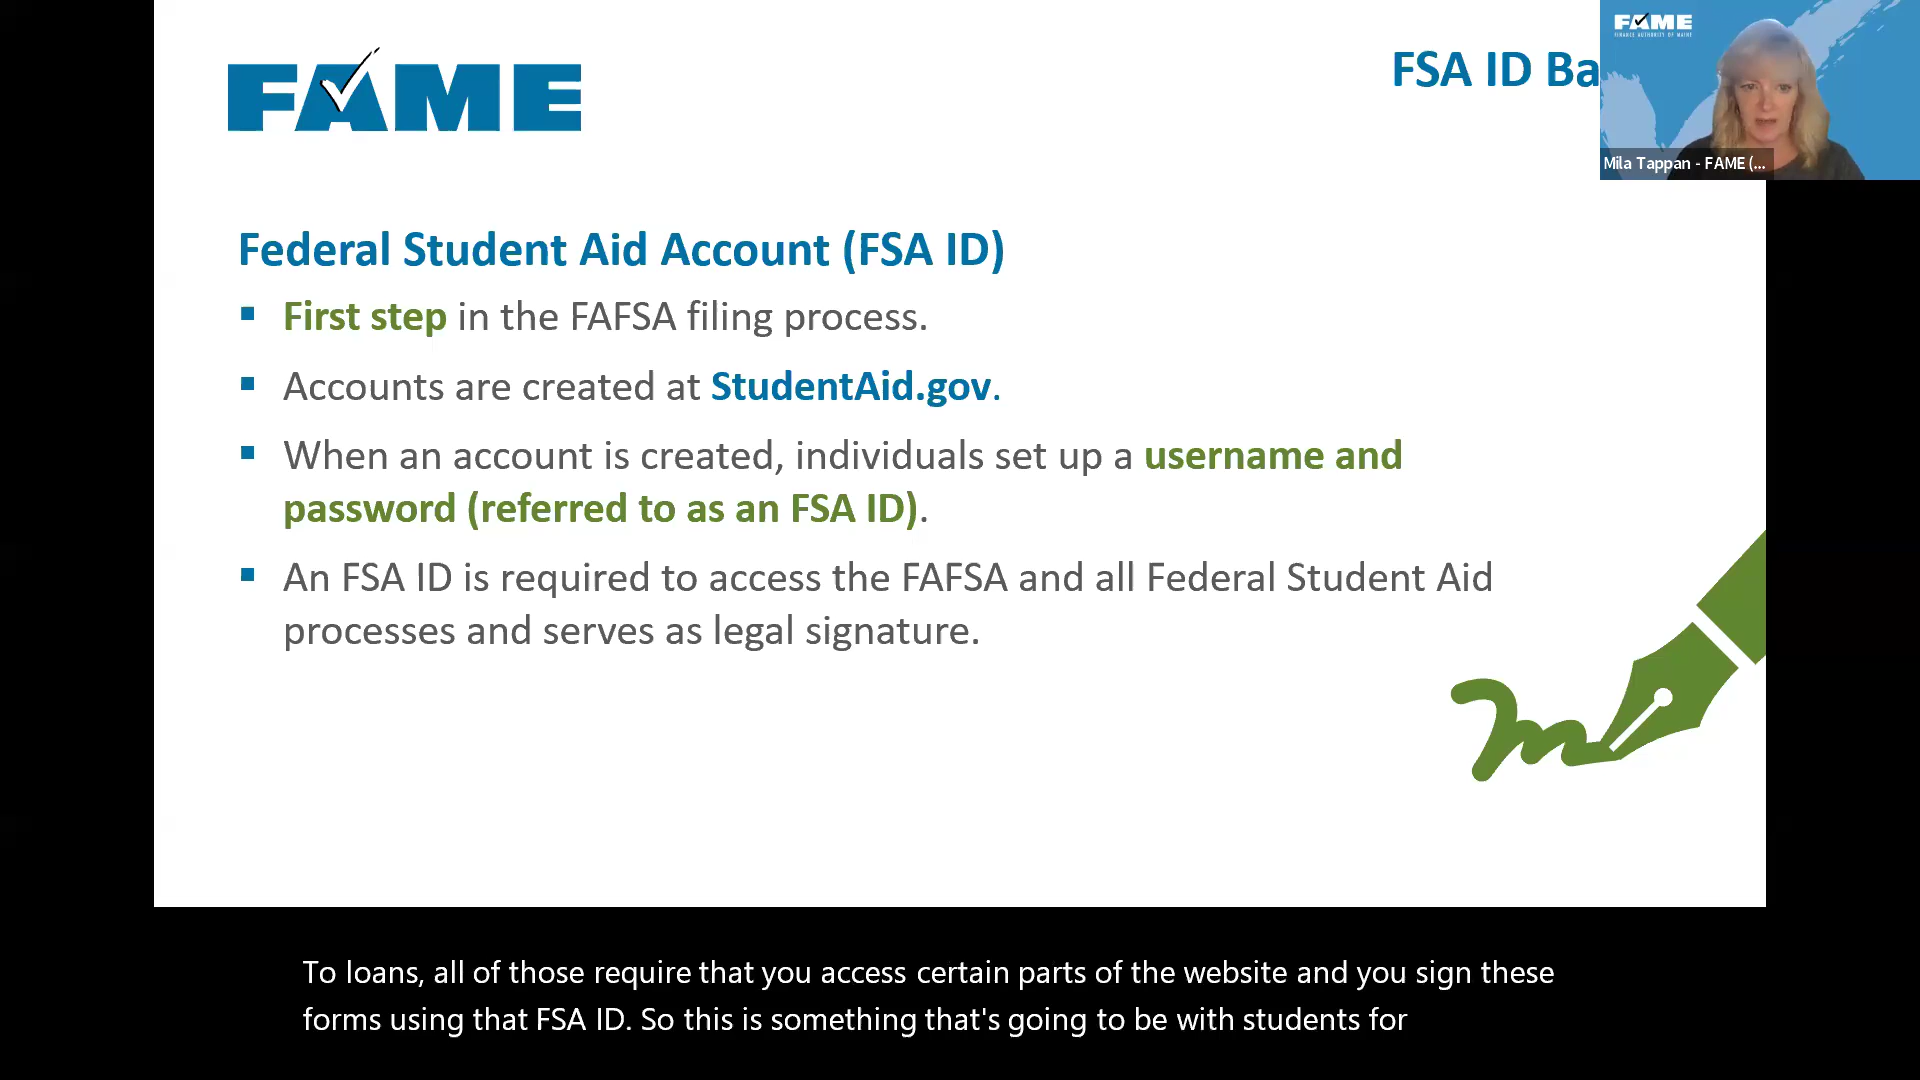 FAME
FSA ID Ba
FAME
FINANCE AUTHORITY OF MAINE
Mila Tappan - FAME (...
Federal Student Aid Account (FSA ID)
▪ First step in the FAFSA filing process.
▪ Accounts are created at StudentAid.gov.
▪ When an account is created, individuals set up a username and
password (referred to as an FSA ID).
▪ An FSA ID is required to access the FAFSA and all Federal Student Aid
processes and serves as legal signature.
To loans, all of those require that you access certain parts of the website and you sign these
forms using that FSA ID. So this is something that's going to be with students for